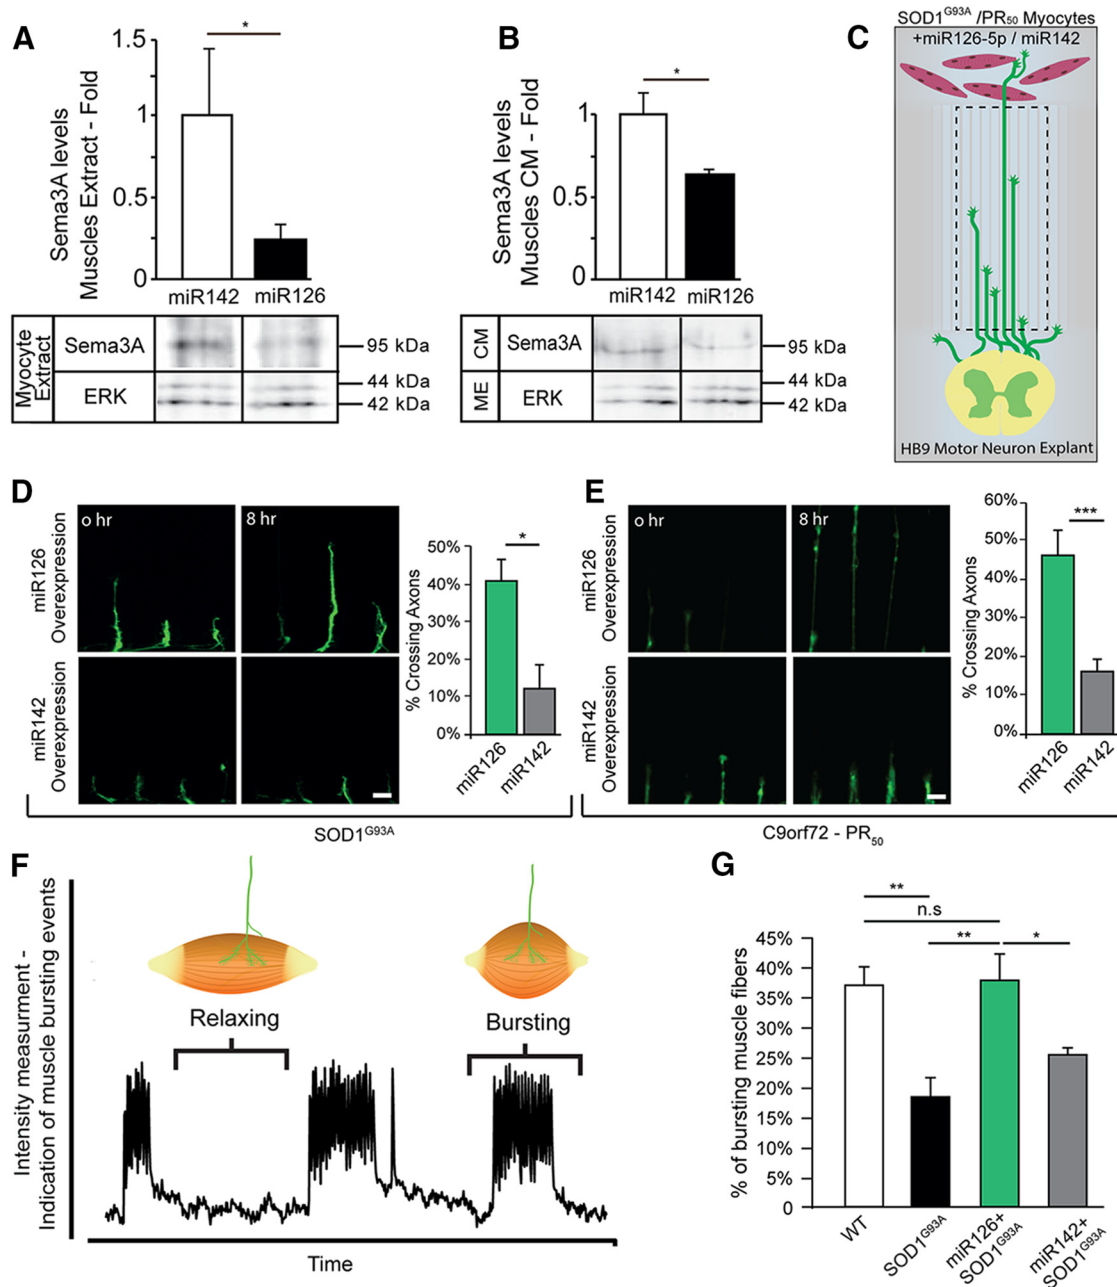 A
*
1.5
1
0.5
0
Sema3A levels
Muscles Extract - Fold
miR142
miR126
Myocyte
Extract
Sema3A
95 kDa
ERK
44 kDa
42 kDa
B
*
1
0.5
0
Sema3A levels
Muscles CM - Fold
miR142
miR126
CM
Sema3A
95 kDa
ME
ERK
44 kDa
42 kDa
C
SOD1G93A /PR50 Myocytes
+miR126-5p / miR142
HB9 Motor Neuron Explant
D
miR126
Overexpression
o hr
8 hr
miR142
Overexpression
% Crossing Axons
50%
40%
30%
20%
10%
0%
*
miR126
miR142
SOD1G93A
E
miR126
Overexpression
0 hr
8 hr
miR142
Overexpression
% Crossing Axons
60%
50%
40%
30%
20%
10%
0%
***
miR126
miR142
C9orf72 - PR50
F
Intensity measurment -
Indication of muscle bursting events
Relaxing
Bursting
Time
G
**
n.s
**
*
% of bursting muscle fibers
45%
40%
35%
30%
25%
20%
15%
10%
5%
0
WT
SOD1G93A
miR126+
SOD1G93A
miR142+
SOD1G93A